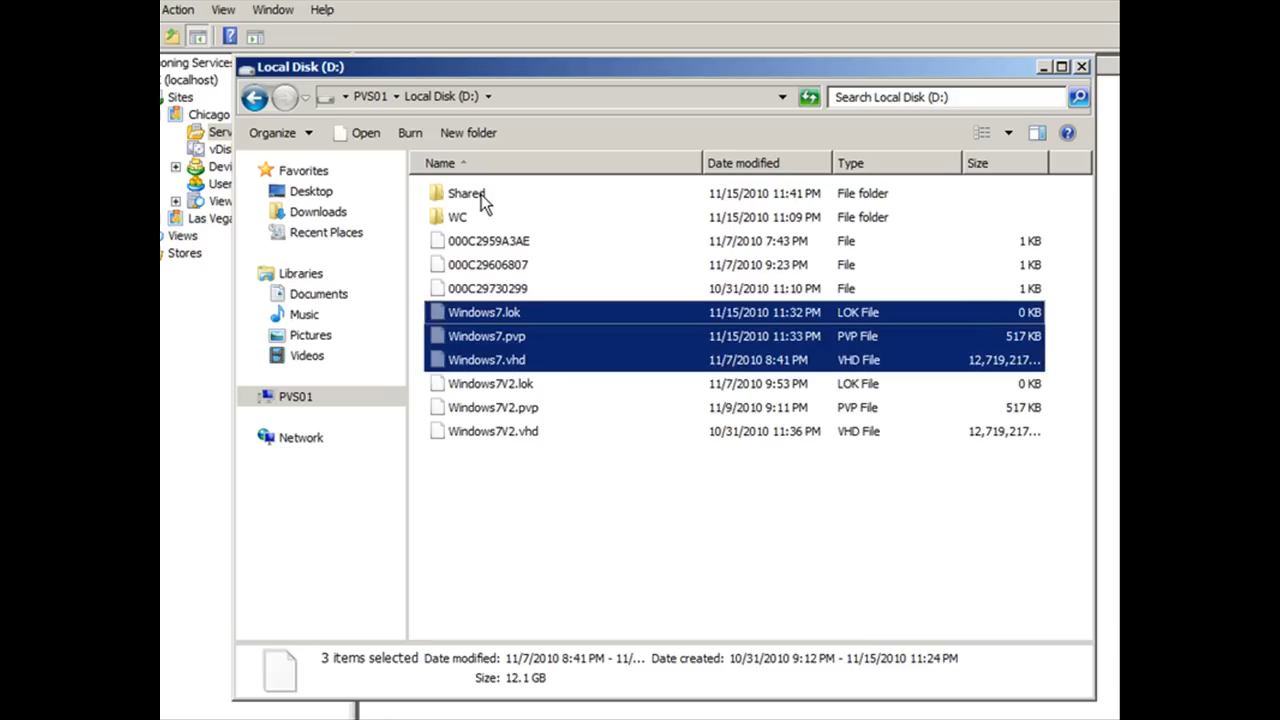 Action View Window Help
oning Services
(localhost)
Sites
Chicago
Serv
vDis
Devi
User
View
Las Vega
Views
Stores
Local Disk (D:)
PVS01 Local Disk (D:)
Search Local Disk (D:)
Organize Open Burn New folder
Favorites
Desktop
Downloads
Recent Places
Libraries
Documents
Music
Pictures
Videos
PVS01
Network
Name Date modified Type Size
Shared 11/15/2010 11:41 PM File folder
WC 11/15/2010 11:09 PM File folder
000C2959A3AE 11/7/2010 7:43 PM File 1 KB
000C29606807 11/7/2010 9:23 PM File 1 KB
000C29730299 10/31/2010 11:10 PM File 1 KB
Windows7.lok 11/15/2010 11:32 PM LOK File 0 KB
Windows7.pvp 11/15/2010 11:33 PM PVP File 517 KB
Windows7.vhd 11/7/2010 8:41 PM VHD File 12,719,217...
Windows7V2.lok 11/7/2010 9:53 PM LOK File 0 KB
Windows7V2.pvp 11/9/2010 9:11 PM PVP File 517 KB
Windows7V2.vhd 10/31/2010 11:36 PM VHD File 12,719,217...
3 items selected Date modified: 11/7/2010 8:41 PM - 11/... Date created: 10/31/2010 9:12 PM - 11/15/2010 11:24 PM
Size: 12.1 GB